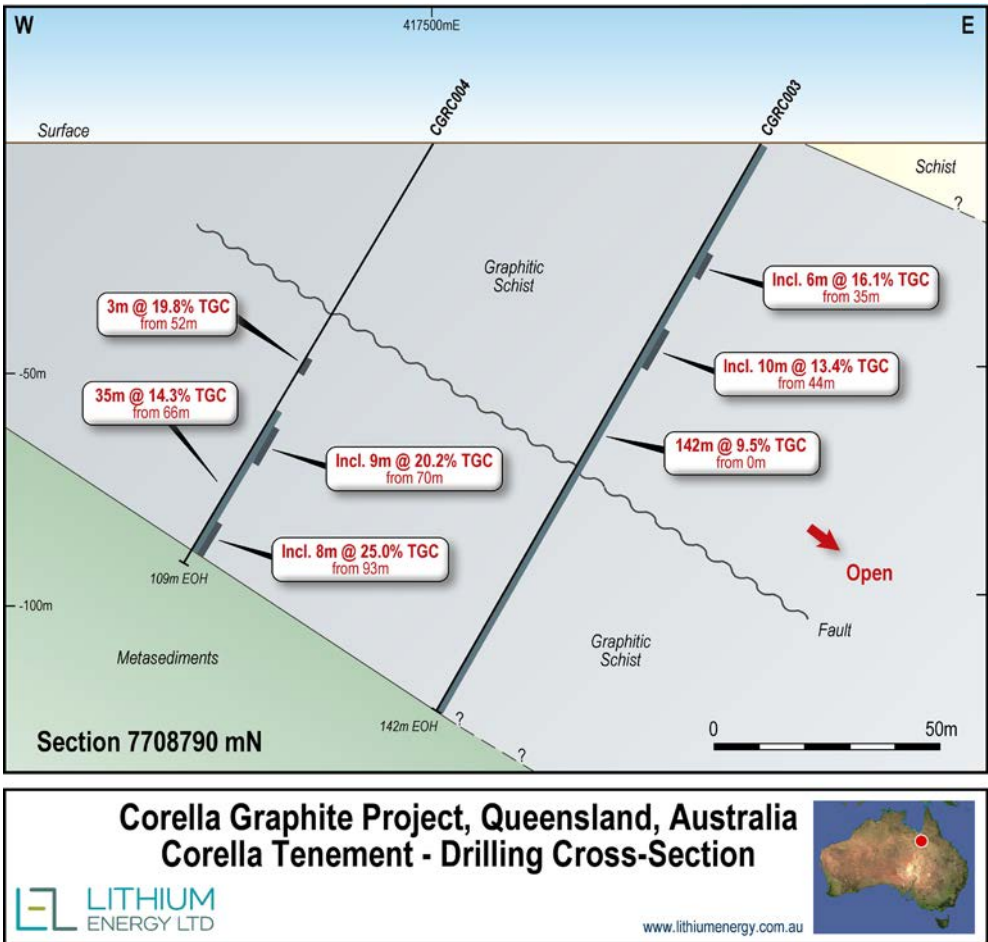 W
417500mE
E
CGRC004
CGRC003
Surface
Schist
?
Graphitic
Schist
Incl. 6m @ 16.1% TGC
from 35m
3m @ 19.8% TGC
from 52m
Incl. 10m @ 13.4% TGC
from 44m
-50m
35m @ 14.3% TGC
from 66m
142m @ 9.5% TGC
from 0m
Incl. 9m @ 20.2% TGC
from 70m
Incl. 8m @ 25.0% TGC
from 93m
109m EOH
Open
-100m
Fault
Graphitic
Schist
Metasediments
142m EOH
?
?
Section 7708790 mN
0
50m
Corella Graphite Project, Queensland, Australia
Corella Tenement - Drilling Cross-Section
LITHIUM
ENERGY LTD
www.lithiumenergy.com.au